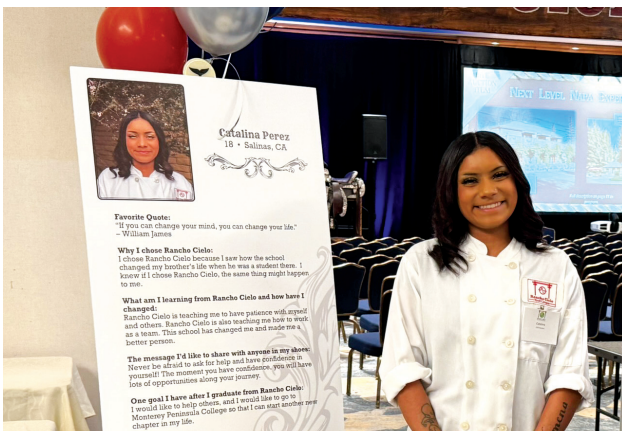 Catalina Perez
18 • Salinas, CA
Favorite Quote:
"If you can change your mind, you can change your life."
– William James
Why I chose Rancho Cielo:
I chose Rancho Cielo because I saw how the school
changed my brother's life when he was a student there. I
knew if I chose Rancho Cielo, the same thing might happen
to me.
What am I learning from Rancho Cielo and how have I
changed:
Rancho Cielo is teaching me to have patience with myself
and others. Rancho Cielo is also teaching me how to work
as a team. This school has changed me and made me a
better person.
The message I'd like to share with anyone in my shoes:
Never be afraid to ask for help and have confidence in
yourself! The moment you have confidence, you will have
lots of opportunities along your journey.
One goal I have after I graduate from Rancho Cielo:
I would like to help others, and I would like to go to
Monterey Peninsula College so that I can start another new
chapter in my life.
Next Level Napa
Rancho Cielo